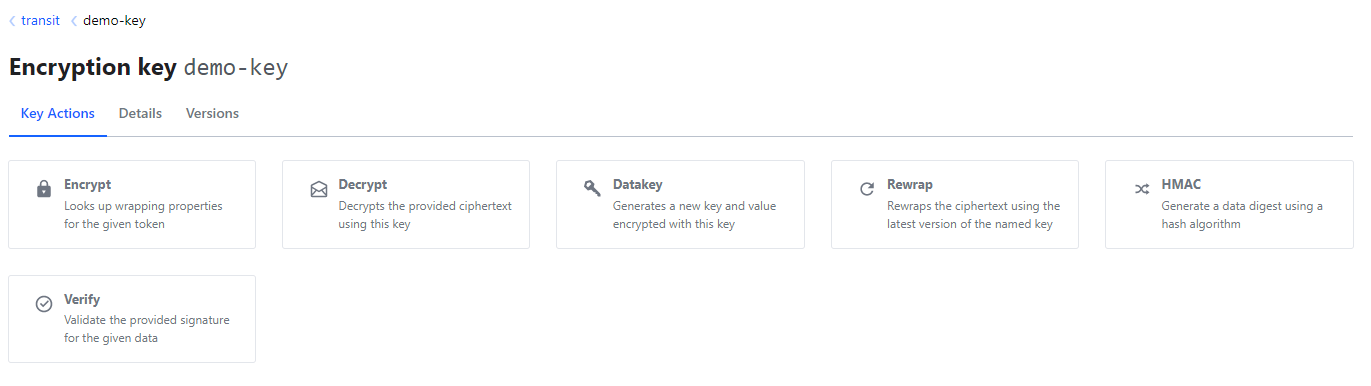 transit demo-key
Encryption key demo-key
Key Actions Details Versions
Encrypt
Looks up wrapping properties
for the given token
Decrypt
Decrypts the provided ciphertext
using this key
Datakey
Generates a new key and value
encrypted with this key
Rewrap
Rewraps the ciphertext using the
latest version of the named key
HMAC
Generate a data digest using a
hash algorithm
Verify
Validate the provided signature
for the given data